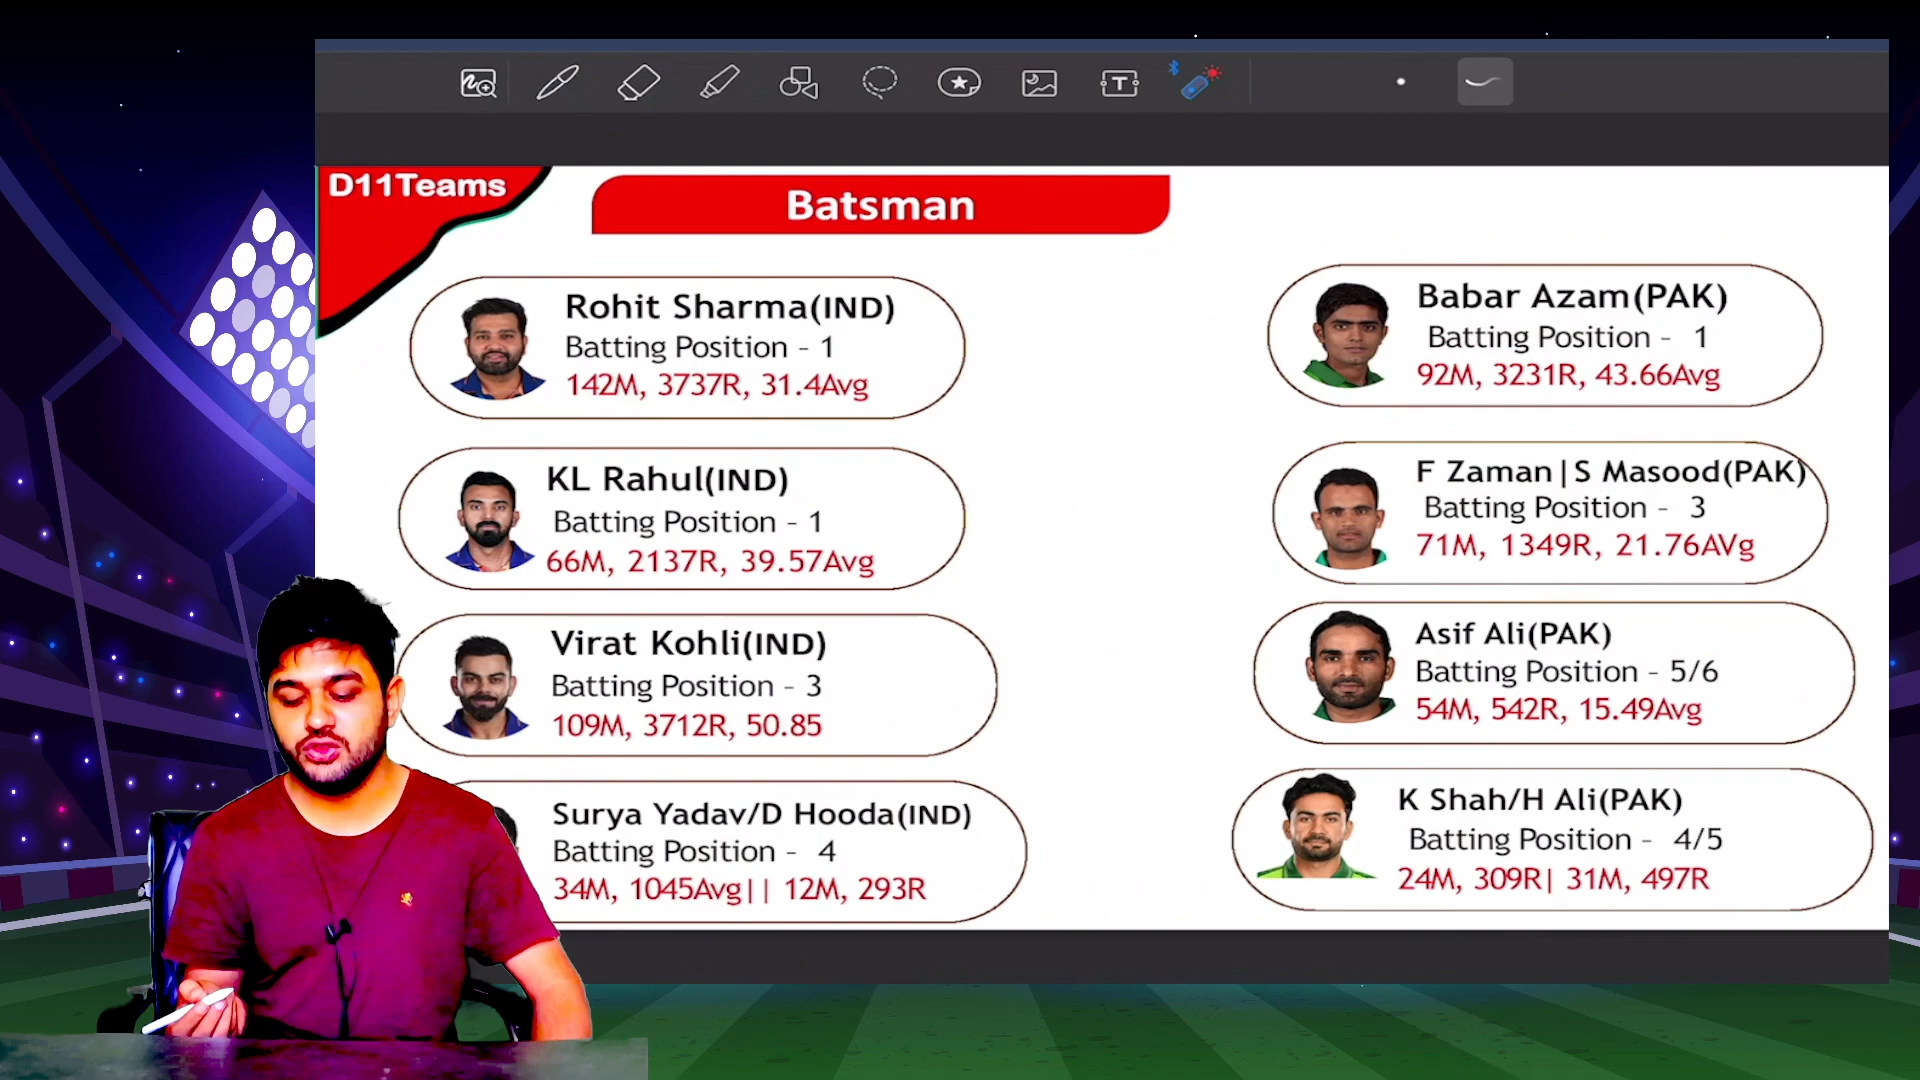 D11Teams
Batsman
Rohit Sharma(IND)
Batting Position - 1
142M, 3737R, 31.4Avg
KL Rahul(IND)
Batting Position - 1
66M, 2137R, 39.57Avg
Virat Kohli(IND)
Batting Position - 3
109M, 3712R, 50.85
Surya Yadav/D Hooda(IND)
Batting Position - 4
34M, 1045Avg|| 12M, 293R
Babar Azam(PAK)
Batting Position - 1
92M, 3231R, 43.66Avg
F Zaman|S Masood(PAK)
Batting Position - 3
71M, 1349R, 21.76AVg
Asif Ali(PAK)
Batting Position - 5/6
54M, 542R, 15.49Avg
K Shah/H Ali(PAK)
Batting Position - 4/5
24M, 309R| 31M, 497R